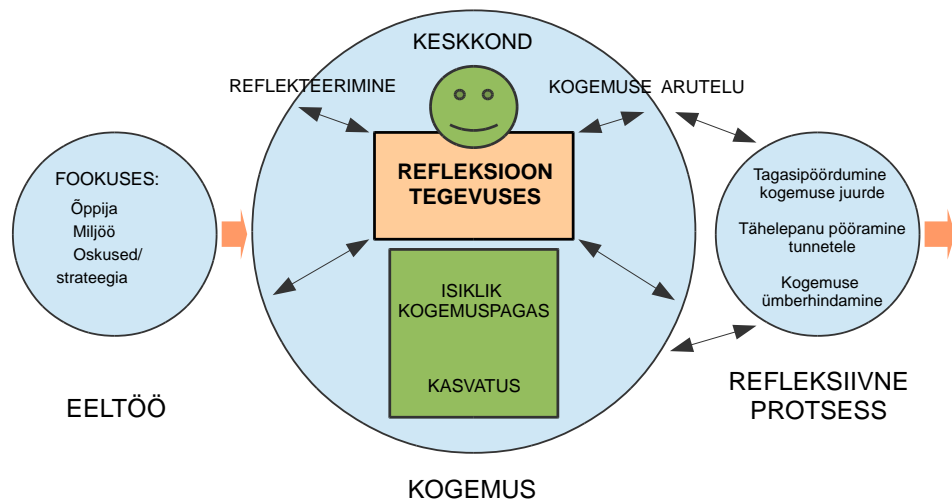 KESKKOND
REFLEKTEERIMINE
KOGEMUSE ARUTELU
REFLEKSIOON
TEGEVUSES
FOOKUSES:
Õppija
Miljöö
Oskused/
strateegia
Tagasipöördumine
kogemuse juurde
Tähelepanu pööramine
tunnetele
Kogemuse
ümberhindamine
ISIKLIK
KOGEMUSPAGAS
KASVATUS
EELTÖÖ
REFLEKSIIVNE
PROTSESS
KOGEMUS